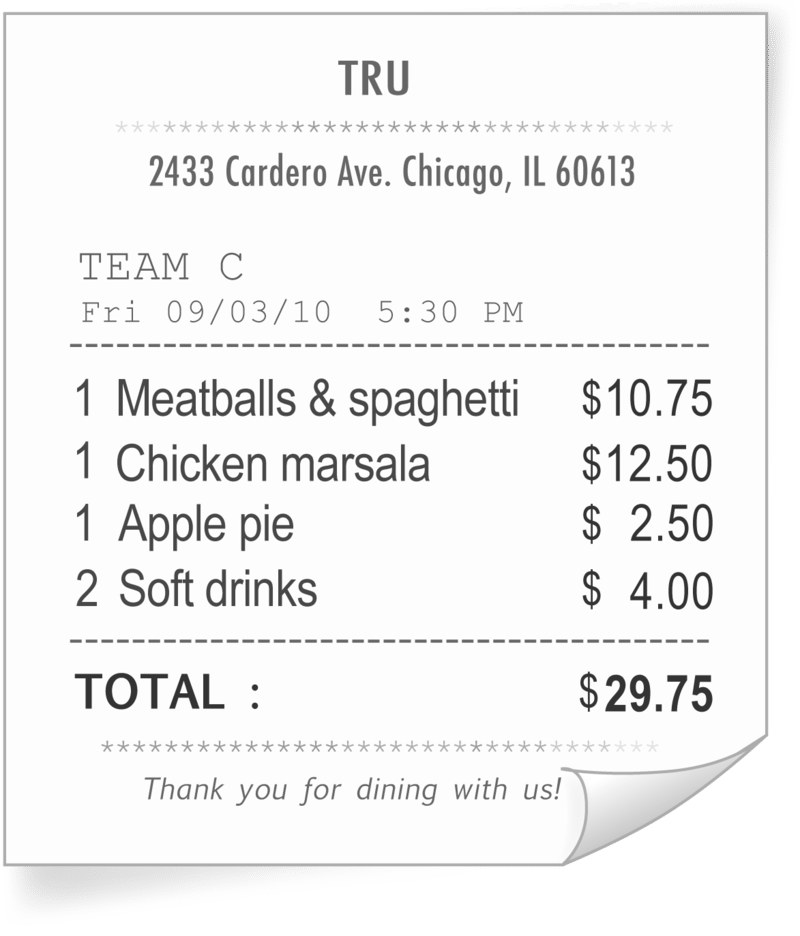 TRU
***********************************
2433 Cardero Ave. Chicago, IL 60613
TEAM C
Fri 09/03/10 5:30 PM
-----------------------------------------
1 Meatballs & spaghetti $10.75
1 Chicken marsala $12.50
1 Apple pie $ 2.50
2 Soft drinks $ 4.00
-----------------------------------------
TOTAL : $29.75
***********************************
Thank you for dining with us!